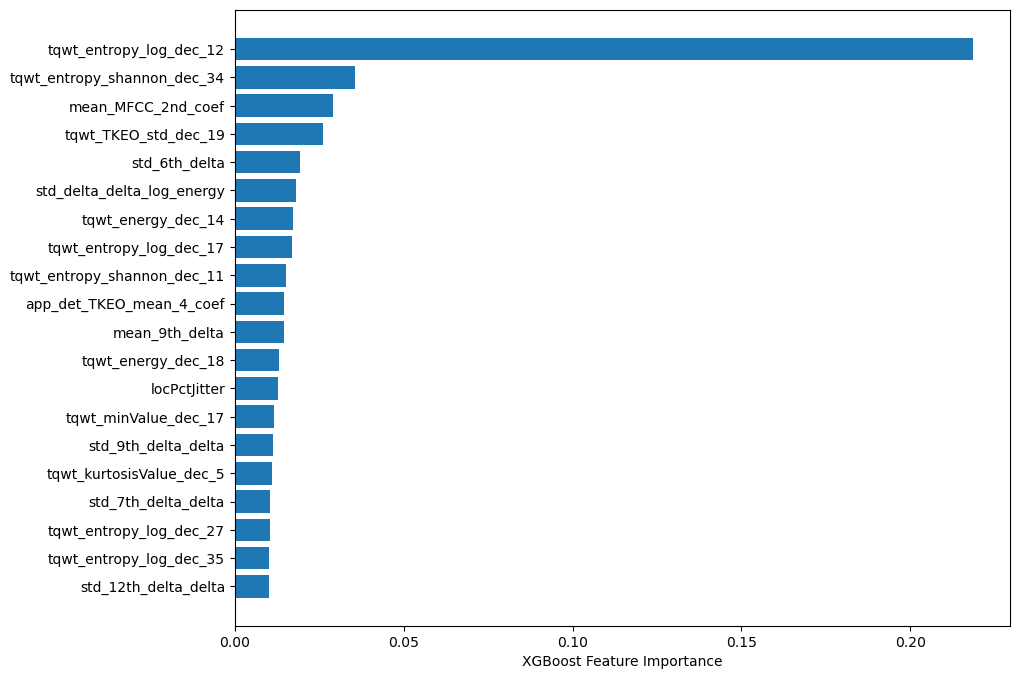 tqwt_entropy_log_dec_12
tqwt_entropy_shannon_dec_34
mean_MFCC_2nd_coef
tqwt_TKEO_std_dec_19
std_6th_delta
std_delta_delta_log_energy
tqwt_energy_dec_14
tqwt_entropy_log_dec_17
tqwt_entropy_shannon_dec_11
app_det_TKEO_mean_4_coef
mean_9th_delta
tqwt_energy_dec_18
locPctJitter
tqwt_minValue_dec_17
std_9th_delta_delta
tqwt_kurtosisValue_dec_5
std_7th_delta_delta
tqwt_entropy_log_dec_27
tqwt_entropy_log_dec_35
std_12th_delta_delta
0.00 0.05 0.10 0.15 0.20
XGBoost Feature Importance